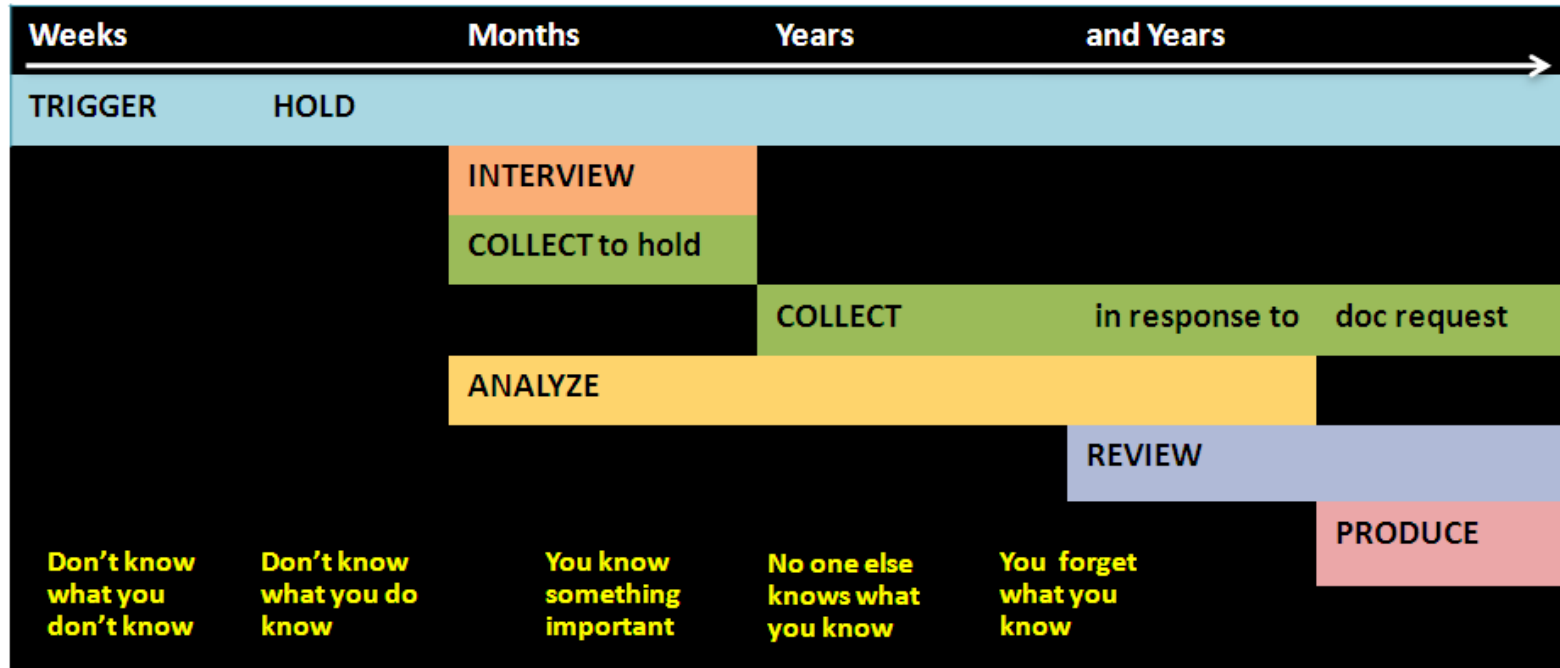 Weeks Months Years and Years
TRIGGER HOLD
INTERVIEW
COLLECT to hold
COLLECT in response to doc request
ANALYZE
REVIEW
PRODUCE
Don’t know
what you
don’t know
Don’t know
what you do
know
You know
something
important
No one else
knows what
you know
You forget
what you
know